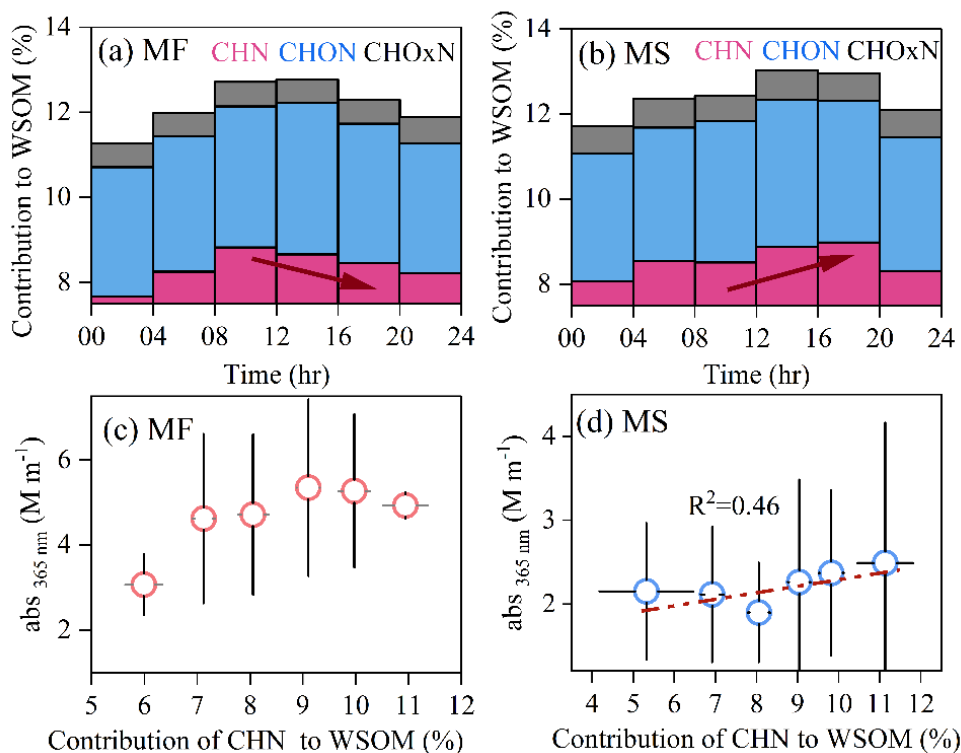 (a) MF CHN CHON CHOxN
Contribution to WSOM (%)
14
12
10
8
00 04 08 12 16 20 24
Time (hr)
(b) MS CHN CHON CHOxN
Contribution to WSOM (%)
14
12
10
8
00 04 08 12 16 20 24
Time (hr)
(c) MF
abs 365 nm (M m-1)
6
4
2
5 6 7 8 9 10 11 12
Contribution of CHN to WSOM (%)
(d) MS
R2=0.46
abs 365 nm (M m-1)
4
3
2
4 5 6 7 8 9 10 11 12
Contribution of CHN to WSOM (%)